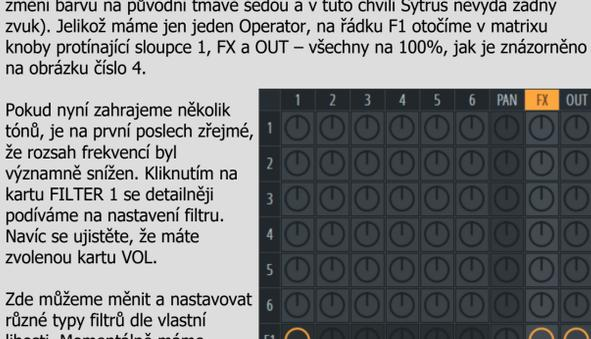 změní barvu na původní tmavě šedou a v tuto chvíli Sytrus nevydá žádný
zvuk). Jelikož máme jen jeden Operator, na řádku F1 otočíme v matrixu
knoby protínající sloupce 1, FX a OUT – všechny na 100%, jak je znázorněno
na obrázku číslo 4.
Pokud nyní zahrajeme několik
tónů, je na první poslech zřejmé,
že rozsah frekvencí byl
významně snížen. Kliknutím na
kartu FILTER 1 se detailněji
podíváme na nastavení filtru.
Navíc se ujistěte, že máte
zvolenou kartu VOL.
Zde můžeme měnit a nastavovat
různé typy filtrů dle vlastní
libosti. Momentálně máme
1 2 3 4 5 6 PAN FX OUT
1
2
3
4
5
6
F1